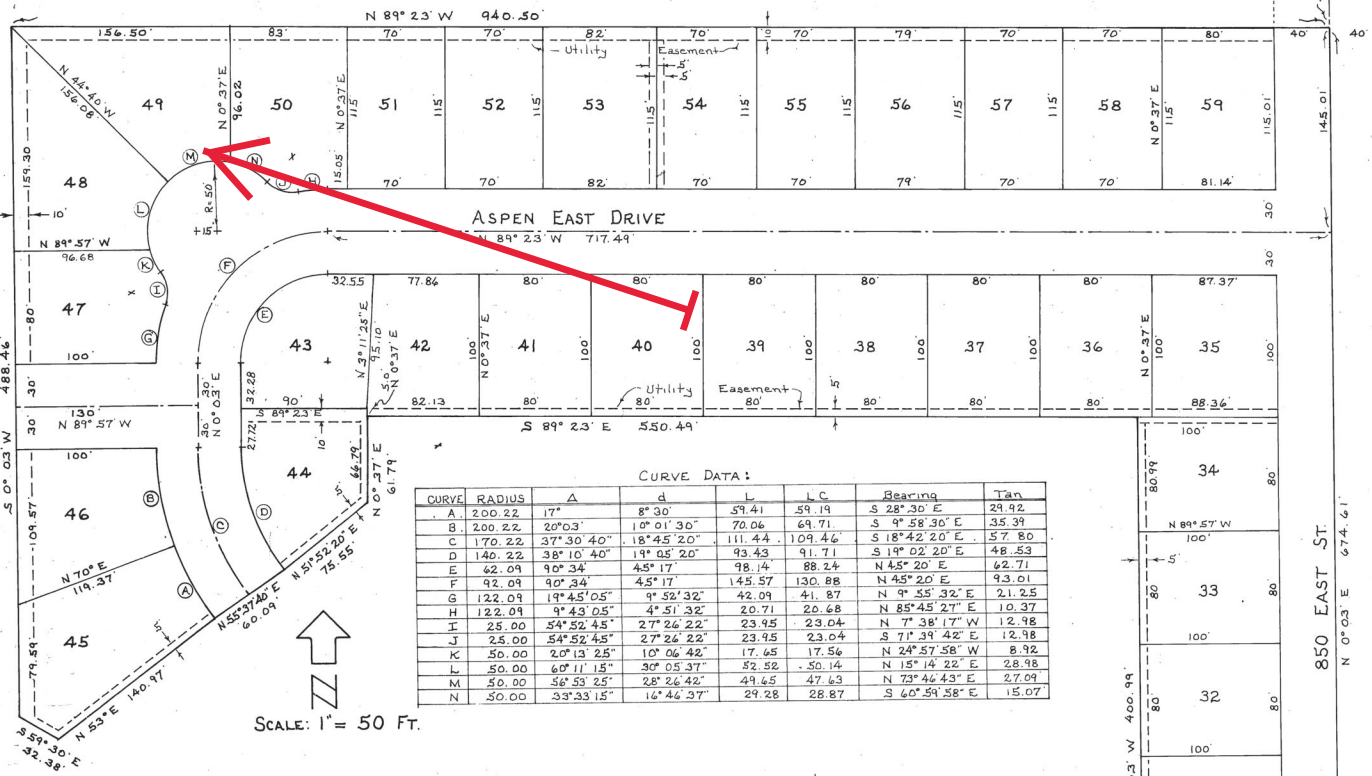 N 89° 23' W 940.50'
156.50' 83' 70' 70' 82' 70' 70' 79' 70' 70' 80' 40' 40'
Utility Easement
5'
5'
N 44° 40' W
156.08'
N 0° 37' E
96.02
N 0° 37' E
115
15.05
115' 115' 115' 115' 115' 115' 115'
N 0° 37' E
115'
115.01'
145.01'
49 50 51 52 53 54 55 56 57 58 59
48
159.30
10'
M N J H
L
R=50'
15'
70' 70' 82' 70' 70' 79' 70' 81.14'
30'
ASPEN EAST DRIVE
N 89° 23' W 717.49'
30'
N 89° 57' W
96.68
K
I
G
F
E
32.55 77.86 80' 80' 80' 80' 80' 87.37'
47
80'
100'
43 42 41 40 39 38 37 36 35
N 3° 11' 25" E
95.10'
5.0'
N 0° 37' E
N 0° 37' E
100' 100' 100' 100' 100'
N 0° 37' E
100'
100'
488.46'
S 0° 03' W
30'
30'
130'
N 89° 57' W
30'
30'
N 0° 03' E
32.28
27.72
90'
S 89° 23' E
10'
Utility Easement
5'
82.13 80' 80' 80' 80' 80' 80' 88.36'
S 89° 23' E 550.49'
100'
46
109.57'
B
C
D
A
44
66.79'
5'
N 0° 37' E
61.79'
N 70° E
119.37'
45
79.59'
5'
N 53° E 140.97'
S 59° 30' E
32.38'
N 55° 37' 40" E
60.09'
N 51° 52' 20" E
75.55'
SCALE: 1" = 50 FT.
CURVE DATA:
CURVE RADIUS Δ d L LC Bearing Tan
A. 200.22 17° 8° 30' 59.41 59.19 S 28° 30' E 29.92
B. 200.22 20° 03' 10° 01' 30" 70.06 69.71 S 9° 58' 30" E 35.39
C 170.22 37° 30' 40" 18° 45' 20" 111.44 109.46 S 18° 42' 20" E 57.80
D 140.22 38° 10' 40" 19° 05' 20" 93.43 91.71 S 19° 02' 20" E 48.53
E 62.09 90° 34' 45° 17' 98.14 88.24 N 45° 20' E 62.71
F 92.09 90° 34' 45° 17' 145.57 130.88 N 45° 20' E 93.01
G 122.09 19° 45' 05" 9° 52' 32" 42.09 41.87 N 9° 55' 32" E 21.25
H 122.09 9° 43' 05" 4° 51' 32" 20.71 20.68 N 85° 45' 27" E 10.37
I 25.00 54° 52' 45" 27° 26' 22" 23.95 23.04 N 7° 38' 17" W 12.98
J 25.00 54° 52' 45" 27° 26' 22" 23.95 23.04 S 71° 39' 42" E 12.98
K 50.00 20° 13' 25" 10° 06' 42" 17.65 17.56 N 24° 57' 58" W 8.92
L 50.00 60° 11' 15" 30° 05' 37" 52.52 50.14 N 15° 14' 22" E 28.98
M 50.00 56° 53' 25" 28° 26' 42" 49.65 47.63 N 73° 46' 43" E 27.09
N 50.00 33° 33' 15" 16° 46' 37" 29.28 28.87 S 60° 59' 58" E 15.07
100'
80.99
34
80'
N 89° 57' W
100'
5'
80
33
80'
100'
80'
32
80'
100'
400.99
850 EAST ST.
N 0° 03' E 674.61'